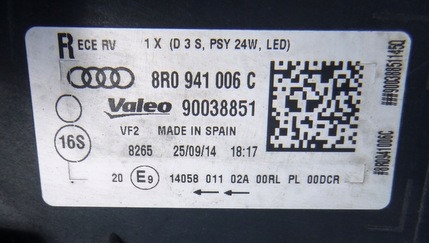 R ECE RV 1 X (D 3 S, PSY 24W, LED)
8R0 941 006 C
Valeo 90038851
16S
VF2 MADE IN SPAIN
8265 25/09/14 18:17
20 E9 14058 011 02A 00RL PL 00DCR
#8R0941006C